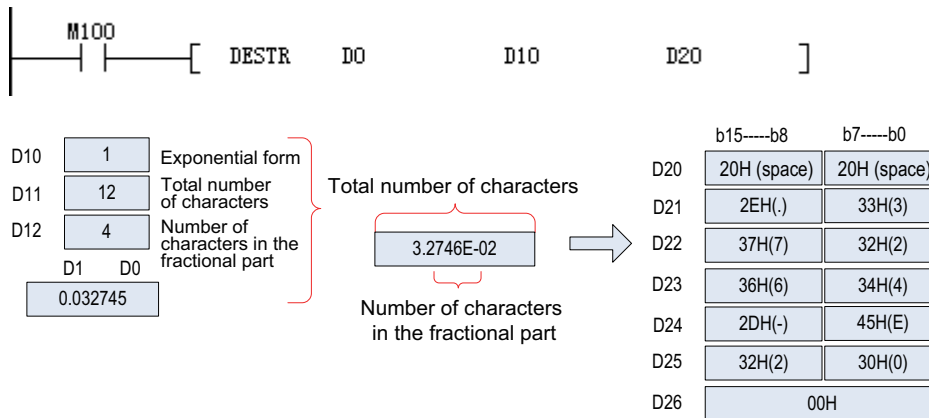 M100
[ DESTR D0 D10 D20 ]
D10 1 Exponential form
D11 12 Total number
of characters
D12 4 Number of
characters in the
fractional part
D1 D0
0.032745
Total number of characters
3.2746E-02
Number of characters
in the fractional part
b15-----b8 b7-----b0
D20 20H (space) 20H (space)
D21 2EH(.) 33H(3)
D22 37H(7) 32H(2)
D23 36H(6) 34H(4)
D24 2DH(-) 45H(E)
D25 32H(2) 30H(0)
D26 00H